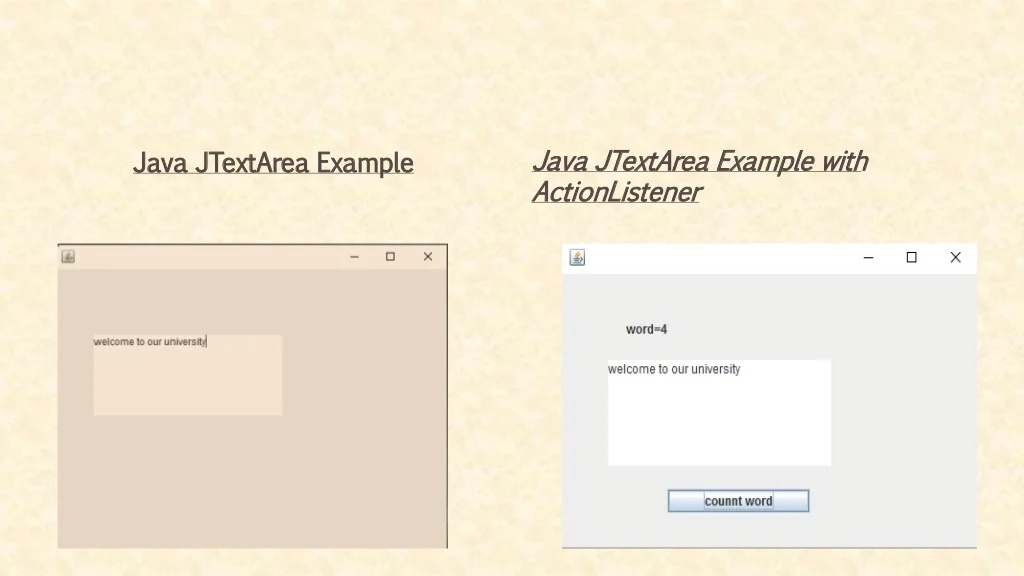 Java JTextArea Example
Java JTextArea Example with
ActionListener
welcome to our university
word=4
welcome to our university
counnt word